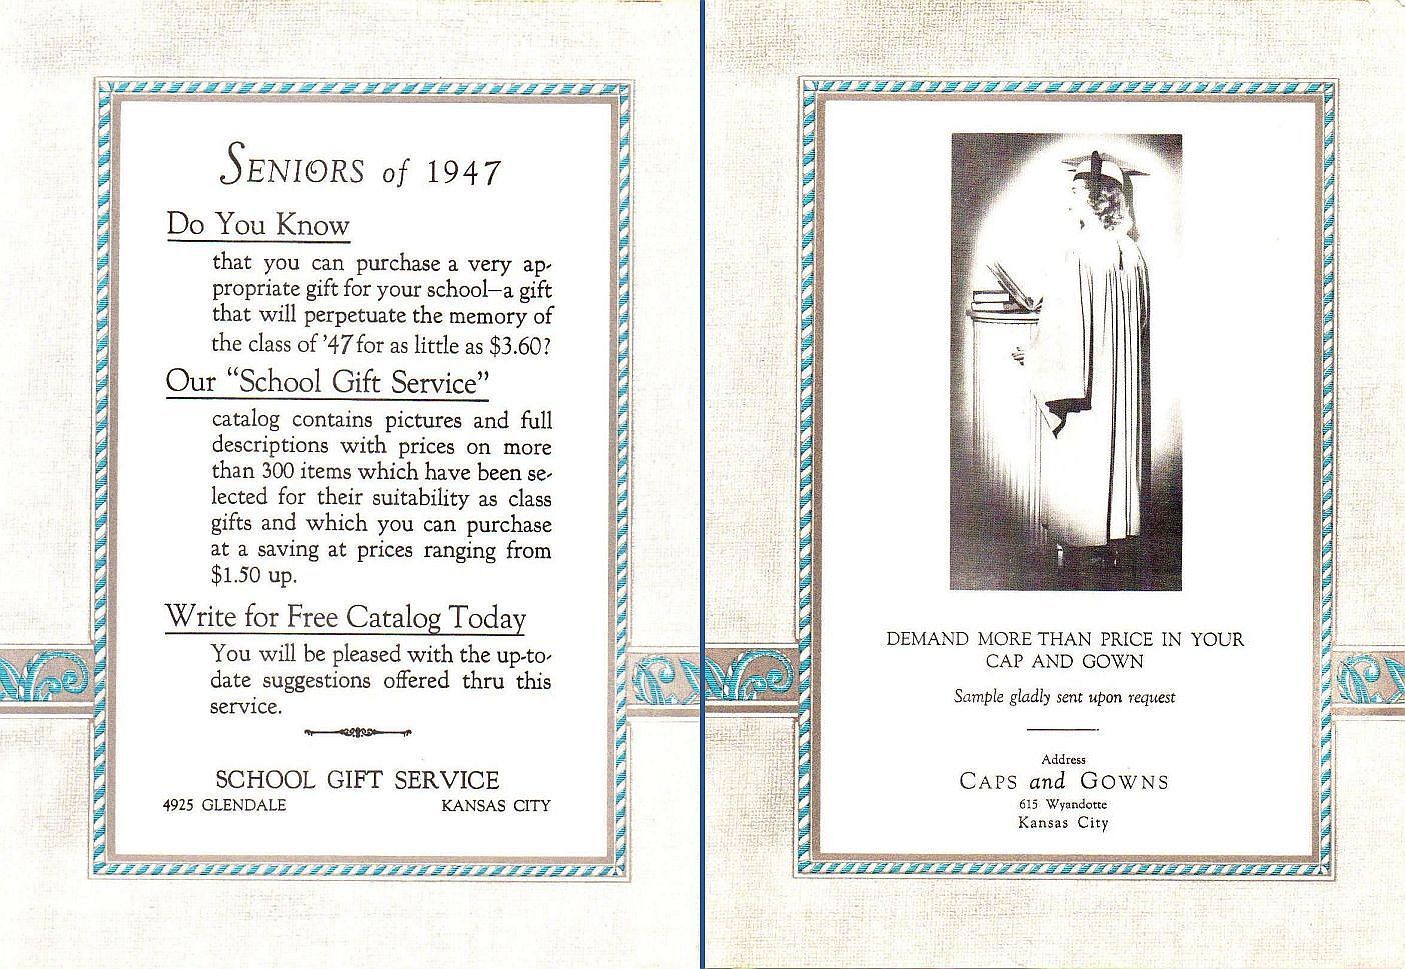 SENIORS of 1947
Do You Know
that you can purchase a very ap-
propriate gift for your school—a gift
that will perpetuate the memory of
the class of '47 for as little as $3.60?
Our “School Gift Service”
catalog contains pictures and full
descriptions with prices on more
than 300 items which have been se-
lected for their suitability as class
gifts and which you can purchase
at a saving at prices ranging from
$1.50 up.
Write for Free Catalog Today
You will be pleased with the up-to-
date suggestions offered thru this
service.
SCHOOL GIFT SERVICE
4925 GLENDALE KANSAS CITY
DEMAND MORE THAN PRICE IN YOUR
CAP AND GOWN
Sample gladly sent upon request
Address
CAPS and GOWNS
615 Wyandotte
Kansas City